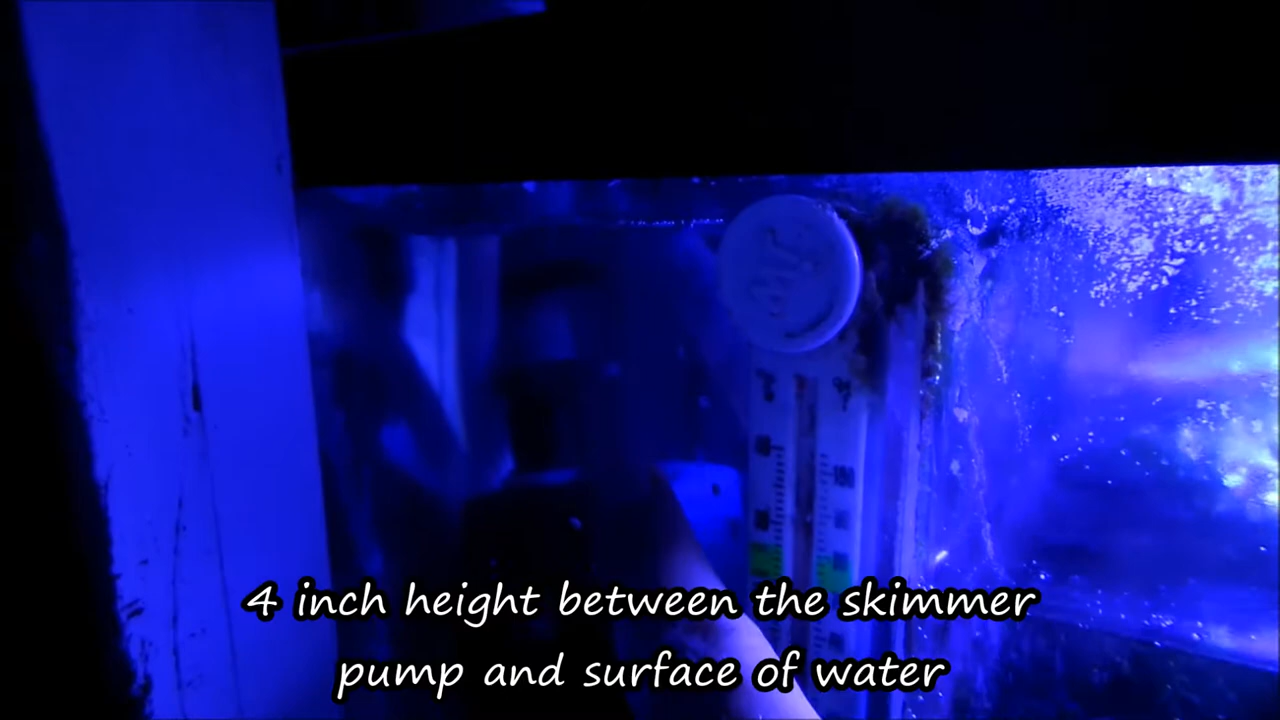 4 inch height between the skimmer
pump and surface of water